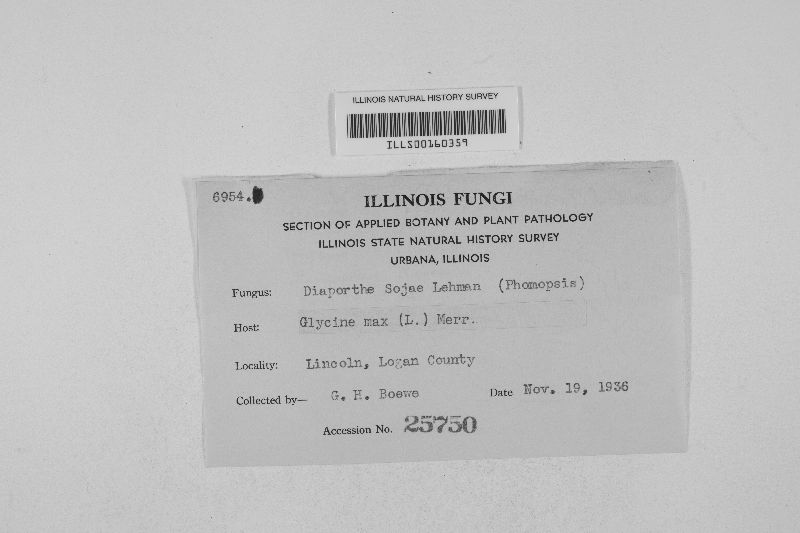 ILLINOIS NATURAL HISTORY SURVEY
ILLS00160359
6954.
ILLINOIS FUNGI
SECTION OF APPLIED BOTANY AND PLANT PATHOLOGY
ILLINOIS STATE NATURAL HISTORY SURVEY
URBANA, ILLINOIS
Fungus: Diaporthe Sojae Lehman (Phomopsis)
Host: Glycine max (L.) Merr.
Locality: Lincoln, Logan County
Collected by— G. H. Boewe Date Nov. 19, 1936
Accession No. 25750